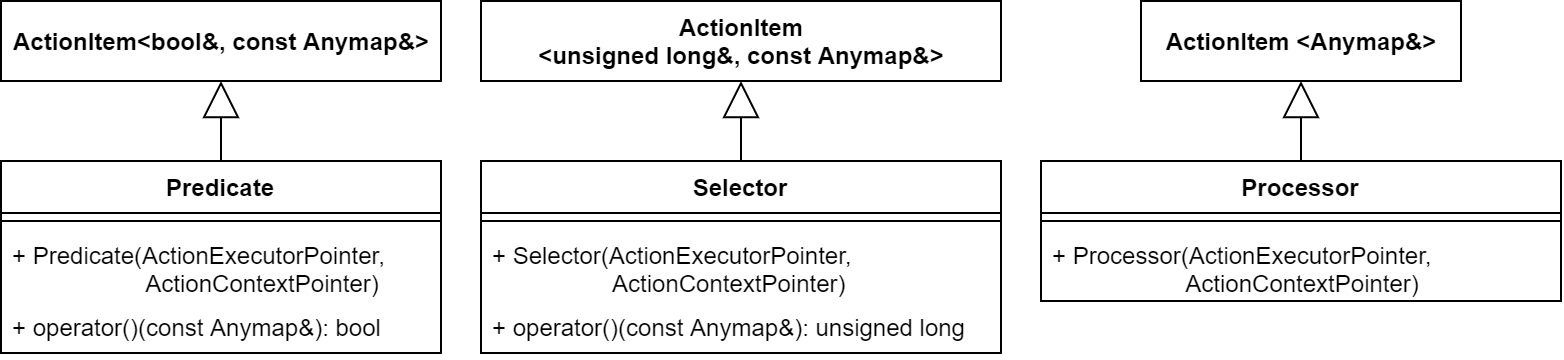 ActionItem<bool&, const Anymap&>
Predicate
+ Predicate(ActionExecutorPointer,
ActionContextPointer)
+ operator()(const Anymap&): bool
ActionItem
<unsigned long&, const Anymap&>
Selector
+ Selector(ActionExecutorPointer,
ActionContextPointer)
+ operator()(const Anymap&): unsigned long
ActionItem <Anymap&>
Processor
+ Processor(ActionExecutorPointer,
ActionContextPointer)